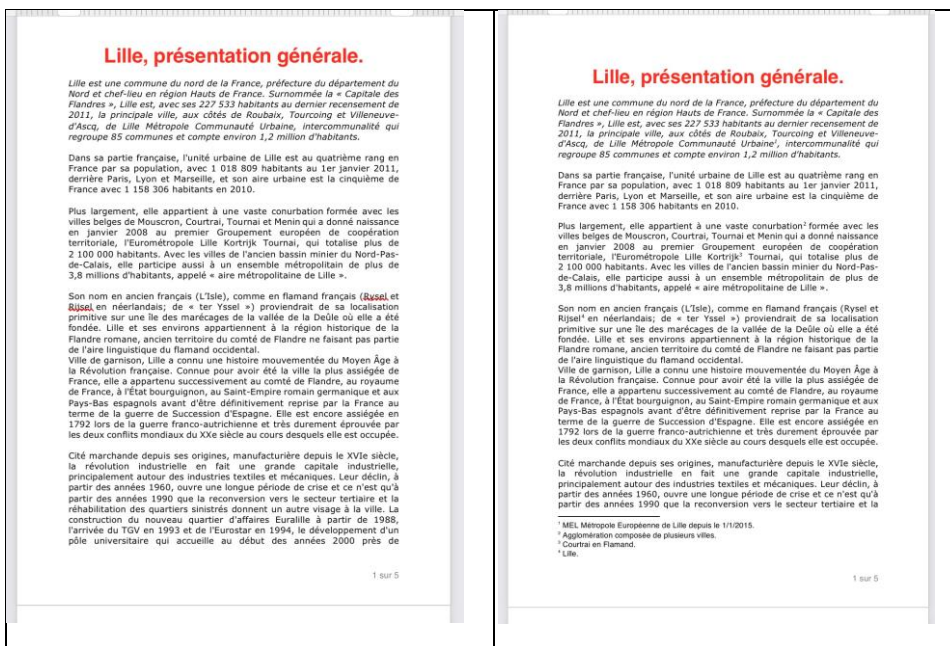 Lille, présentation générale.
Lille est une commune du nord de la France, préfecture du département du
Nord et chef-lieu en région Hauts de France. Surnommée la « Capitale des
Flandres », Lille est, avec ses 227 533 habitants au dernier recensement de
2011, la principale ville, aux côtés de Roubaix, Tourcoing et Villeneuve-
d'Ascq, de Lille Métropole Communauté Urbaine, intercommunalité qui
regroupe 85 communes et compte environ 1,2 million d'habitants.
Dans sa partie française, l'unité urbaine de Lille est au quatrième rang en
France par sa population, avec 1 018 809 habitants au 1er janvier 2011,
derrière Paris, Lyon et Marseille, et son aire urbaine est la cinquième de
France avec 1 158 306 habitants en 2010.
Plus largement, elle appartient à une vaste conurbation formée avec les
villes belges de Mouscron, Courtrai, Tournai et Menin qui a donné naissance
en janvier 2008 au premier Groupement européen de coopération
territoriale, l'Eurométropole Lille Kortrijk Tournai, qui totalise plus de
2 100 000 habitants. Avec les villes de l'ancien bassin minier du Nord-Pas-
de-Calais, elle participe aussi à un ensemble métropolitain de plus de
3,8 millions d'habitants, appelé « aire métropolitaine de Lille ».
Son nom en ancien français (L'Isle), comme en flamand français (Rysel et
Rijsel en néerlandais; de « ter Yssel ») proviendrait de sa localisation
primitive sur une île des marécages de la vallée de la Deûle où elle a été
fondée. Lille et ses environs appartiennent à la région historique de la
Flandre romane, ancien territoire du comté de Flandre ne faisant pas partie
de l'aire linguistique du flamand occidental.
Ville de garnison, Lille a connu une histoire mouvementée du Moyen Âge à
la Révolution française. Connue pour avoir été la ville la plus assiégée de
France, elle a appartenu successivement au comté de Flandre, au royaume
de France, à l'État bourguignon, au Saint-Empire romain germanique et aux
Pays-Bas espagnols avant d'être définitivement reprise par la France au
terme de la guerre de Succession d'Espagne. Elle est encore assiégée en
1792 lors de la guerre franco-autrichienne et très durement éprouvée par
les deux conflits mondiaux du XXe siècle au cours desquels elle est occupée.
Cité marchande depuis ses origines, manufacturière depuis le XVIe siècle,
la révolution industrielle en fait une grande capitale industrielle,
principalement autour des industries textiles et mécaniques. Leur déclin, à
partir des années 1960, ouvre une longue période de crise et ce n'est qu'à
partir des années 1990 que la reconversion vers le secteur tertiaire et la
réhabilitation des quartiers sinistrés donnent un autre visage à la ville. La
construction du nouveau quartier d'affaires Euralille à partir de 1988,
l'arrivée du TGV en 1993 et de l'Eurostar en 1994, le développement d'un
pôle universitaire qui accueille au début des années 2000 près de
1 sur 5
Lille, présentation générale.
Lille est une commune du nord de la France, préfecture du département du
Nord et chef-lieu en région Hauts de France. Surnommée la « Capitale des
Flandres », Lille est, avec ses 227 533 habitants au dernier recensement de
2011, la principale ville, aux côtés de Roubaix, Tourcoing et Villeneuve-
d'Ascq, de Lille Métropole Communauté Urbaine¹, intercommunalité qui
regroupe 85 communes et compte environ 1,2 million d'habitants.
Dans sa partie française, l'unité urbaine de Lille est au quatrième rang en
France par sa population, avec 1 018 809 habitants au 1er janvier 2011,
derrière Paris, Lyon et Marseille, et son aire urbaine est la cinquième de
France avec 1 158 306 habitants en 2010.
Plus largement, elle appartient à une vaste conurbation² formée avec les
villes belges de Mouscron, Courtrai, Tournai et Menin qui a donné naissance
en janvier 2008 au premier Groupement européen de coopération
territoriale, l'Eurométropole Lille Kortrijk³ Tournai, qui totalise plus de
2 100 000 habitants. Avec les villes de l'ancien bassin minier du Nord-Pas-
de-Calais, elle participe aussi à un ensemble métropolitain de plus de
3,8 millions d'habitants, appelé « aire métropolitaine de Lille ».
Son nom en ancien français (L'Isle), comme en flamand français (Rysel et
Rijsel⁴ en néerlandais; de « ter Yssel ») proviendrait de sa localisation
primitive sur une île des marécages de la vallée de la Deûle où elle a été
fondée. Lille et ses environs appartiennent à la région historique de la
Flandre romane, ancien territoire du comté de Flandre ne faisant pas partie
de l'aire linguistique du flamand occidental.
Ville de garnison, Lille a connu une histoire mouvementée du Moyen Âge à
la Révolution française. Connue pour avoir été la ville la plus assiégée de
France, elle a appartenu successivement au comté de Flandre, au royaume
de France, à l'État bourguignon, au Saint-Empire romain germanique et aux
Pays-Bas espagnols avant d'être définitivement reprise par la France au
terme de la guerre de Succession d'Espagne. Elle est encore assiégée en
1792 lors de la guerre franco-autrichienne et très durement éprouvée par
les deux conflits mondiaux du XXe siècle au cours desquels elle est occupée.
Cité marchande depuis ses origines, manufacturière depuis le XVIe siècle,
la révolution industrielle en fait une grande capitale industrielle,
principalement autour des industries textiles et mécaniques. Leur déclin, à
partir des années 1960, ouvre une longue période de crise et ce n'est qu'à
partir des années 1990 que la reconversion vers le secteur tertiaire et la
¹ MEL Métropole Européenne de Lille depuis le 1/1/2015.
² Agglomération composée de plusieurs villes.
³ Courtrai en Flamand.
⁴ Lille.
1 sur 5